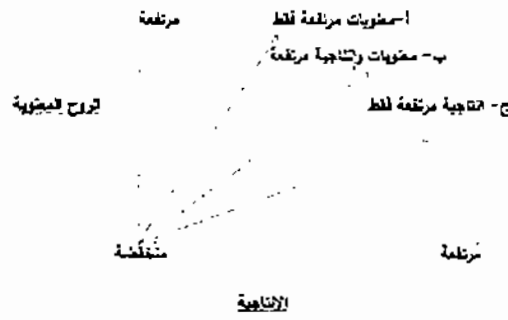 مرتفعة
أ-معنويات مرتفعة فقط
ب- معنويات وانتاجية مرتفعة
الروح المعنوية
ج- انتاجية مرتفعة فقط
منخفضة
مرتفعة
الانتاجية